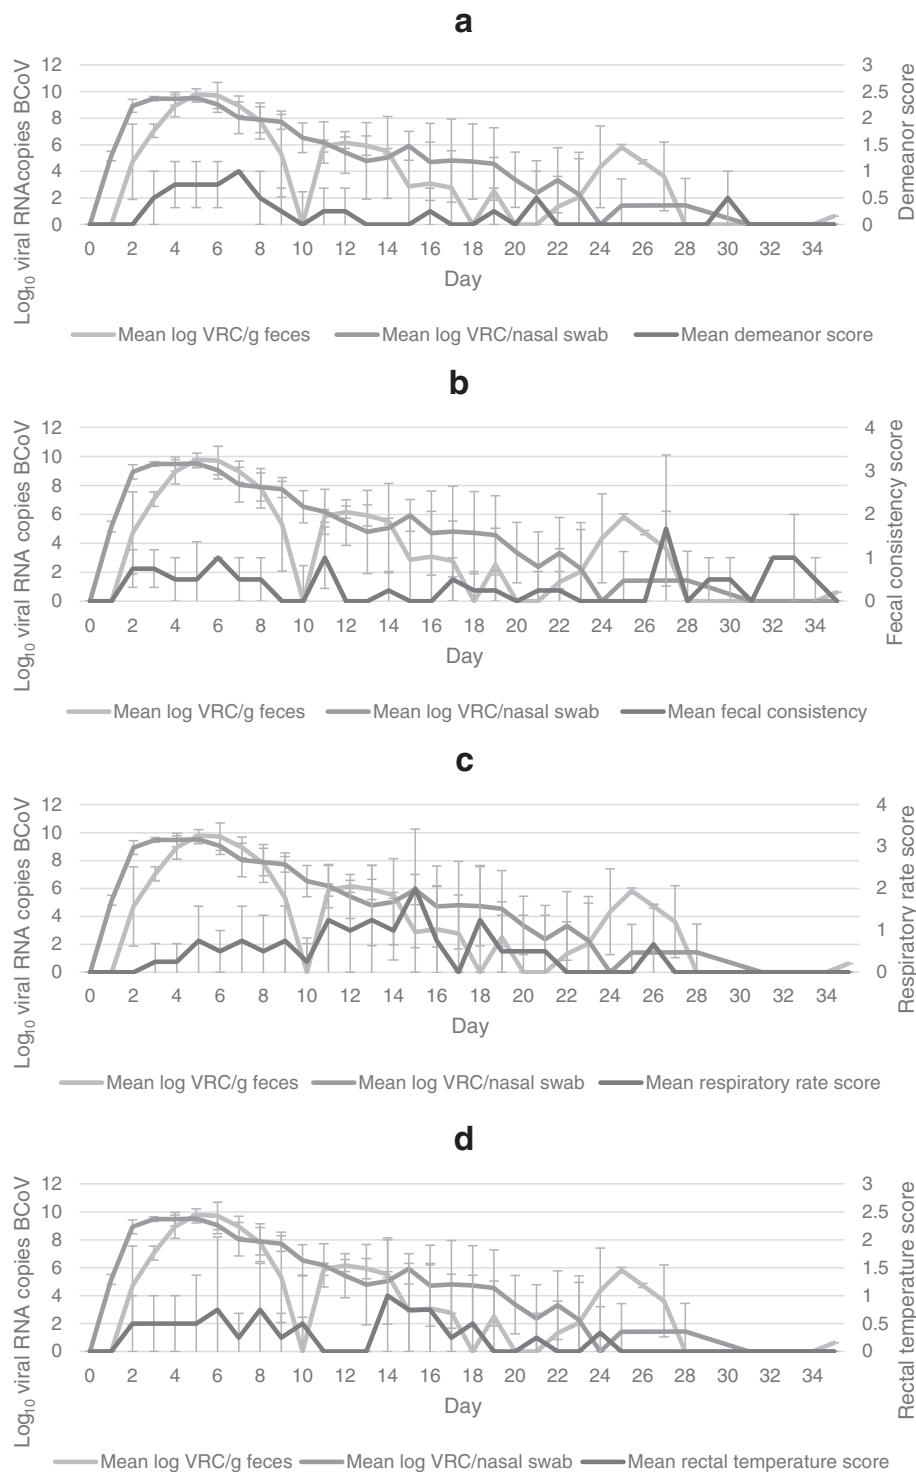 a
Log10 viral RNAcopies BCoV
12
10
8
6
4
2
0
3
2.5
2
1.5
1
0.5
0
Demeanor score
0 2 4 6 8 10 12 14 16 18 20 22 24 26 28 30 32 34
Day
Mean log VRC/g feces Mean log VRC/nasal swab Mean demeanor score
b
Log10 viral RNA copies BCoV
12
10
8
6
4
2
0
4
3
2
1
0
Fecal consistency score
0 2 4 6 8 10 12 14 16 18 20 22 24 26 28 30 32 34
Day
Mean log VRC/g feces Mean log VRC/nasal swab Mean fecal consistency
c
Log10 viral RNA copies BCoV
12
10
8
6
4
2
0
4
3
2
1
0
Respiratory rate score
0 2 4 6 8 10 12 14 16 18 20 22 24 26 28 30 32 34
Day
Mean log VRC/g feces Mean log VRC/nasal swab Mean respiratory rate score
d
Log10 viral RNA copies BCoV
12
10
8
6
4
2
0
3
2.5
2
1.5
1
0.5
0
Rectal temperature score
0 2 4 6 8 10 12 14 16 18 20 22 24 26 28 30 32 34
Day
Mean log VRC/g feces Mean log VRC/nasal swab Mean rectal temperature score